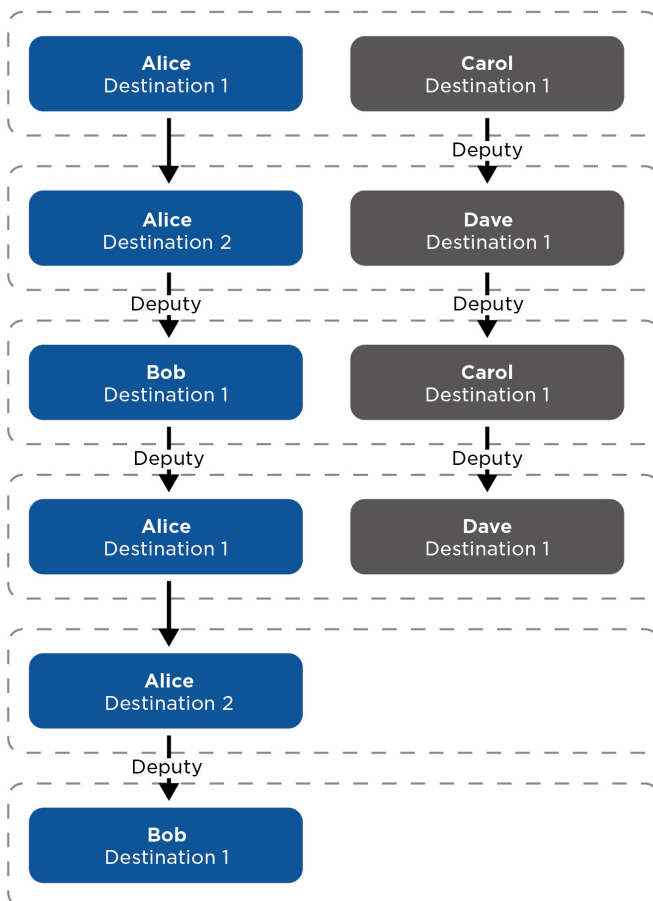 Alice
Destination 1
Carol
Destination 1
Deputy
Alice
Destination 2
Dave
Destination 1
Deputy
Deputy
Bob
Destination 1
Carol
Destination 1
Deputy
Deputy
Alice
Destination 1
Dave
Destination 1
Alice
Destination 2
Deputy
Bob
Destination 1